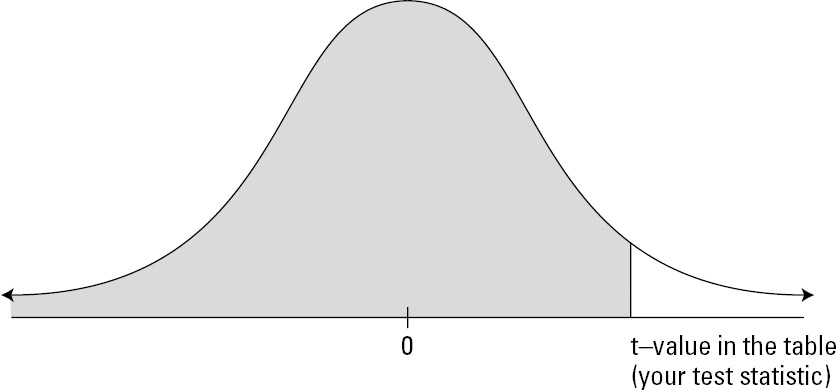 0
t–value in the table
(your test statistic)